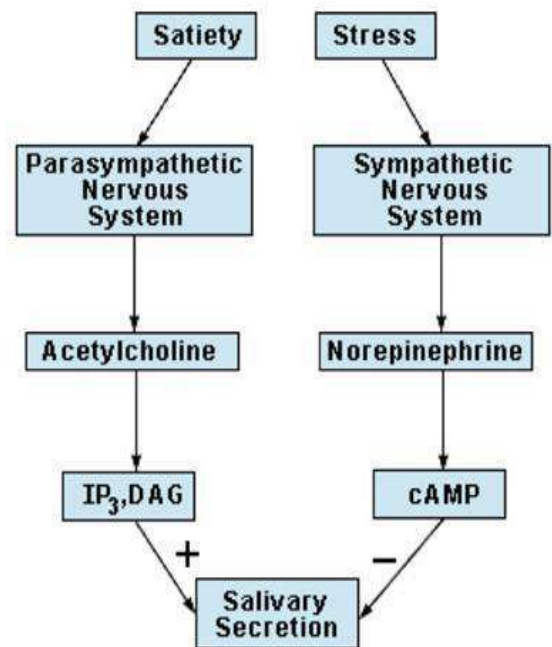 Satiety
Stress
Parasympathetic
Nervous
System
Sympathetic
Nervous
System
Acetylcholine
Norepinephrine
IP₃,DAG
cAMP
+
−
Salivary
Secretion